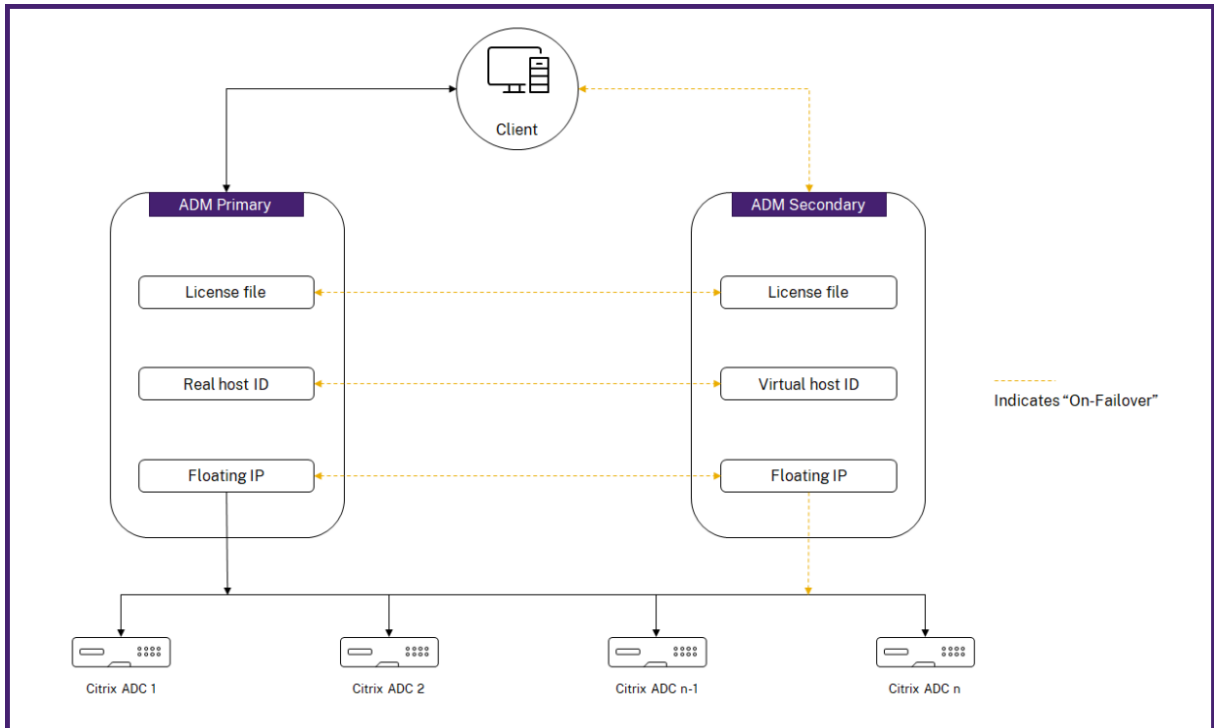 Client
ADM Primary
ADM Secondary
License file
License file
Real host ID
Virtual host ID
Indicates “On-Failover”
Floating IP
Floating IP
Citrix ADC 1
Citrix ADC 2
Citrix ADC n-1
Citrix ADC n